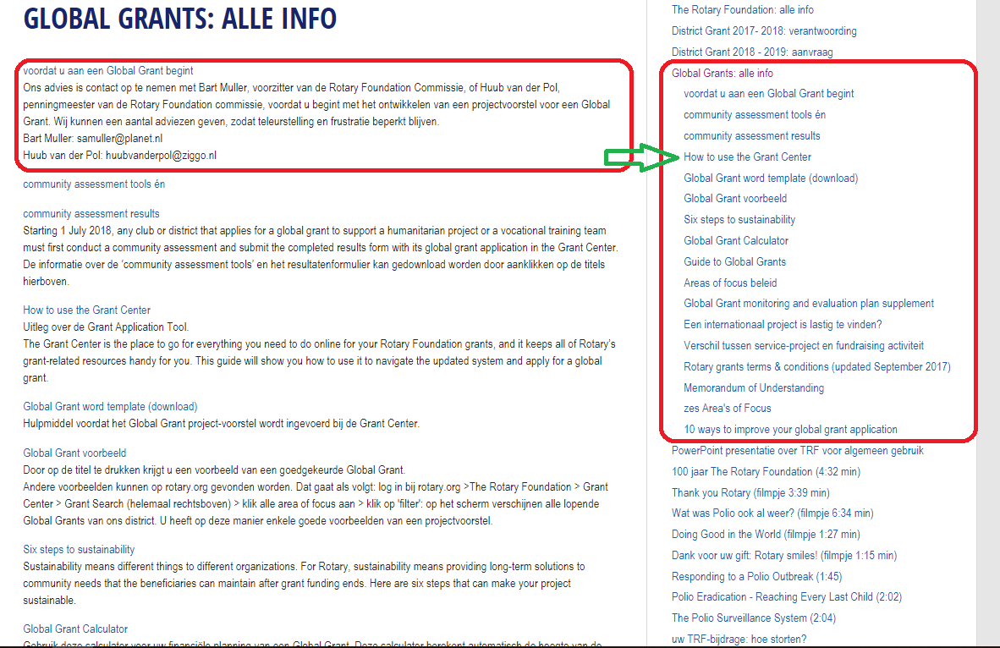 GLOBAL GRANTS: ALLE INFO
voordat u aan een Global Grant begint
Ons advies is contact op te nemen met Bart Muller, voorzitter van de Rotary Foundation Commissie, of Huub van der Pol,
penningmeester van de Rotary Foundation commissie, voordat u begint met het ontwikkelen van een projectvoorstel voor een Global
Grant. Wij kunnen een aantal adviezen geven, zodat teleurstelling en frustratie beperkt blijven.
Bart Muller: samuller@planet.nl
Huub van der Pol: huubvanderpol@ziggo.nl
community assessment tools én
community assessment results
Starting 1 July 2018, any club or district that applies for a global grant to support a humanitarian project or a vocational training team
must first conduct a community assessment and submit the completed results form with its global grant application in the Grant Center.
De informatie over de 'community assessment tools' en het resultatenformulier kan gedownload worden door aanklikken op de titels
hierboven.
How to use the Grant Center
Uitleg over de Grant Application Tool.
The Grant Center is the place to go for everything you need to do online for your Rotary Foundation grants, and it keeps all of Rotary's
grant-related resources handy for you. This guide will show you how to use it to navigate the updated system and apply for a global
grant.
Global Grant word template (download)
Hulpmiddel voordat het Global Grant project-voorstel wordt ingevoerd bij de Grant Center.
Global Grant voorbeeld
Door op de titel te drukken krijgt u een voorbeeld van een goedgekeurde Global Grant.
Andere voorbeelden kunnen op rotary.org gevonden worden. Dat gaat als volgt: log in bij rotary.org >The Rotary Foundation > Grant
Center > Grant Search (helemaal rechtsboven) > klik alle area of focus aan > klik op 'filter': op het scherm verschijnen alle lopende
Global Grants van ons district. U heeft op deze manier enkele goede voorbeelden van een projectvoorstel.
Six steps to sustainability
Sustainability means different things to different organizations. For Rotary, sustainability means providing long-term solutions to
community needs that the beneficiaries can maintain after grant funding ends. Here are six steps that can make your project
sustainable.
Global Grant Calculator
Gebruik deze calculator voor uw financiële planning van een Global Grant. Deze calculator berekent automatisch de hoogte van de
The Rotary Foundation: alle info
District Grant 2017- 2018: verantwoording
District Grant 2018 - 2019: aanvraag
Global Grants: alle info
voordat u aan een Global Grant begint
community assessment tools én
community assessment results
How to use the Grant Center
Global Grant word template (download)
Global Grant voorbeeld
Six steps to sustainability
Global Grant Calculator
Guide to Global Grants
Areas of focus beleid
Global Grant monitoring and evaluation plan supplement
Een internationaal project is lastig te vinden?
Verschil tussen service-project en fundraising activiteit
Rotary grants terms & conditions (updated September 2017)
Memorandum of Understanding
zes Area's of Focus
10 ways to improve your global grant application
PowerPoint presentatie over TRF voor algemeen gebruik
100 jaar The Rotary Foundation (4:32 min)
Thank you Rotary (filmpje 3:39 min)
Wat was Polio ook al weer? (filmpje 6:34 min)
Doing Good in the World (filmpje 1:27 min)
Dank voor uw gift: Rotary smiles! (filmpje 1:15 min)
Responding to a Polio Outbreak (1:45)
Polio Eradication - Reaching Every Last Child (2:02)
The Polio Surveillance System (2:04)
uw TRF-bijdrage: hoe storten?